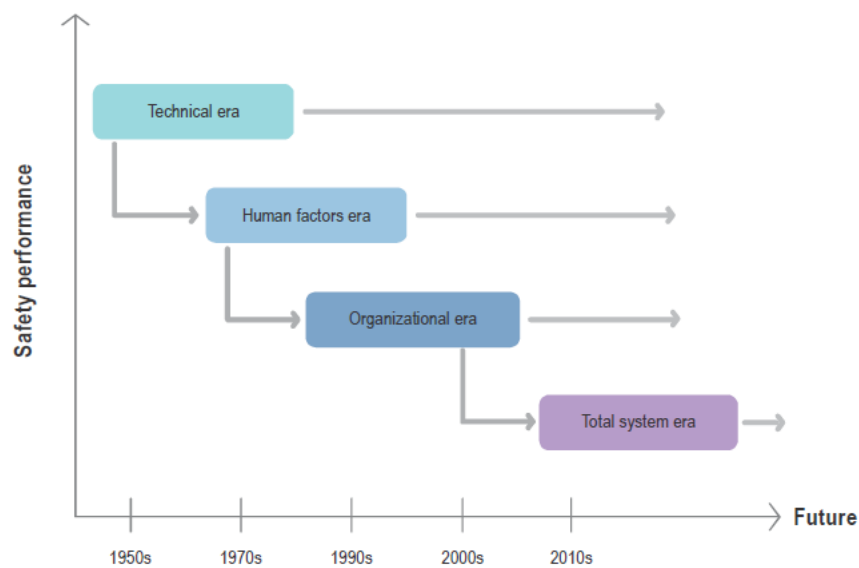 Safety performance
Technical era
Human factors era
Organizational era
Total system era
Future
1950s
1970s
1990s
2000s
2010s